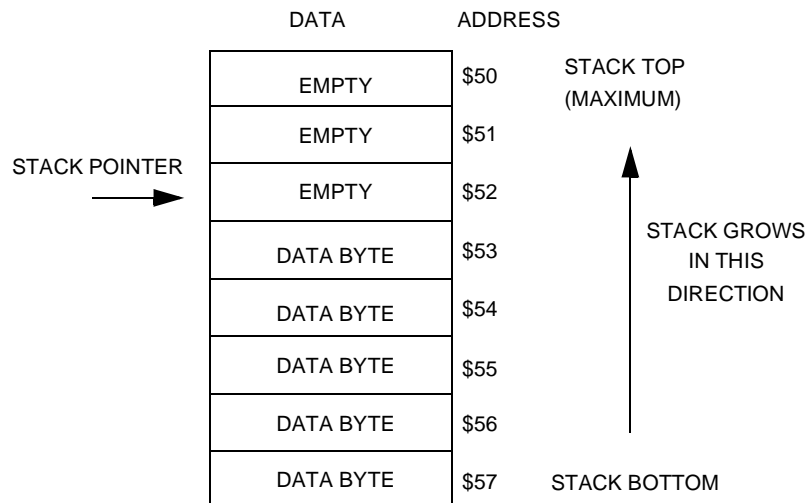 DATA ADDRESS
EMPTY $50 STACK TOP
(MAXIMUM)
EMPTY $51
STACK POINTER
EMPTY $52
DATA BYTE $53 STACK GROWS
IN THIS
DIRECTION
DATA BYTE $54
DATA BYTE $55
DATA BYTE $56
DATA BYTE $57 STACK BOTTOM